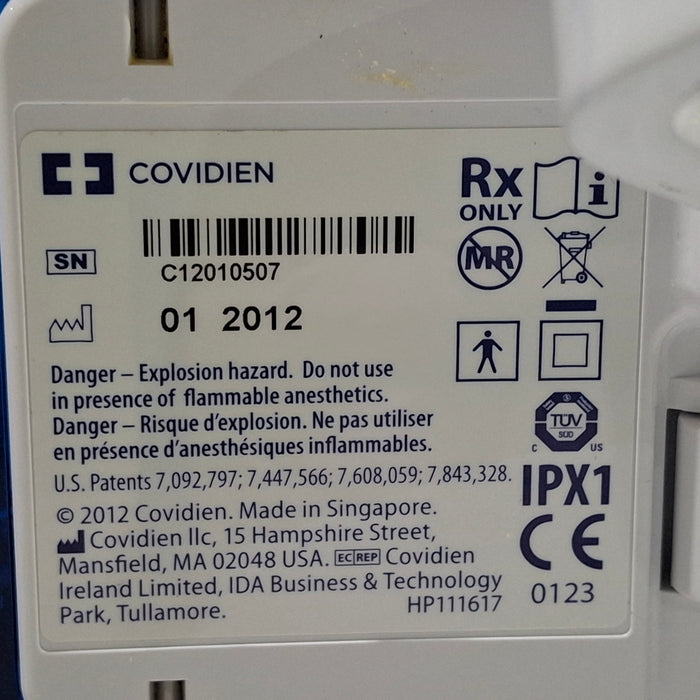 COVIDIEN
Rx
ONLY
i
SN
C12010507
MR
01 2012
Danger – Explosion hazard. Do not use
in presence of flammable anesthetics.
Danger – Risque d'explosion. Ne pas utiliser
en présence d'anesthésiques inflammables.
TÜV
SÜD
C US
U.S. Patents 7,092,797; 7,447,566; 7,608,059; 7,843,328.
IPX1
© 2012 Covidien. Made in Singapore.
Covidien llc, 15 Hampshire Street,
Mansfield, MA 02048 USA. EC REP Covidien
Ireland Limited, IDA Business & Technology
Park, Tullamore.
HP111617
CE
0123